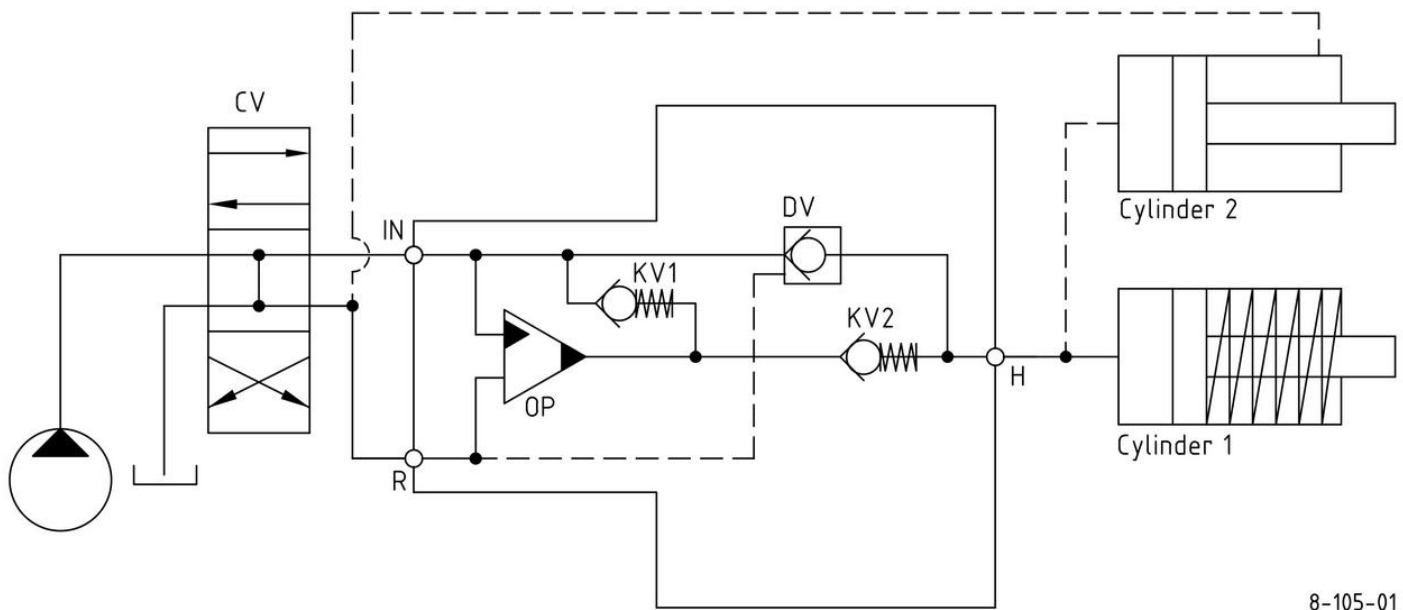 CV
IN
DV
Cylinder 2
KV1
KV2
H
OP
R
Cylinder 1
8-105-01